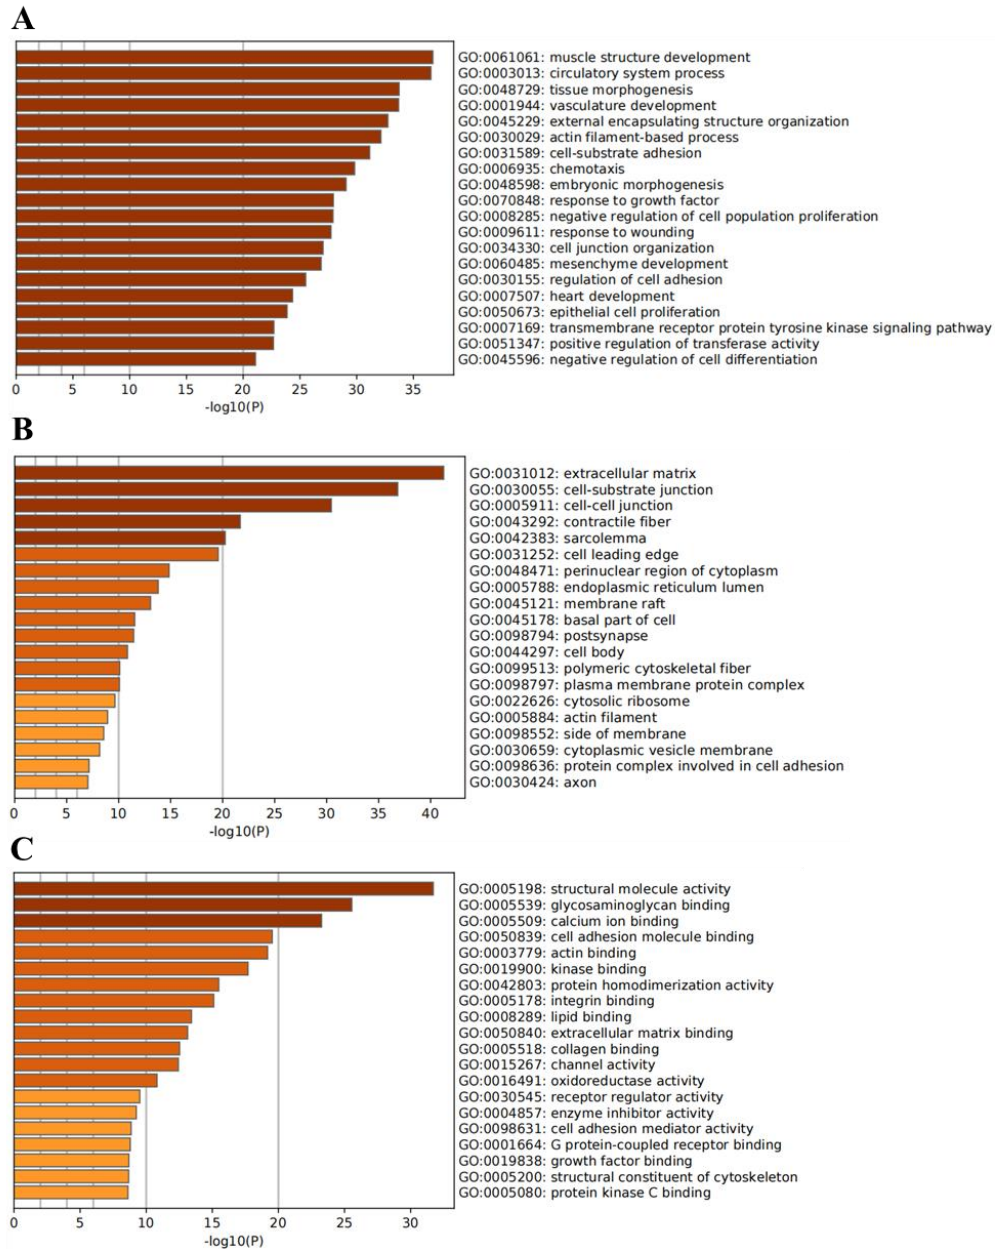 A
GO:0061061: muscle structure development
GO:0003013: circulatory system process
GO:0048729: tissue morphogenesis
GO:0001944: vasculature development
GO:0045229: external encapsulating structure organization
GO:0030029: actin filament-based process
GO:0031589: cell-substrate adhesion
GO:0006935: chemotaxis
GO:0048598: embryonic morphogenesis
GO:0070848: response to growth factor
GO:0008285: negative regulation of cell population proliferation
GO:0009611: response to wounding
GO:0034330: cell junction organization
GO:0060485: mesenchyme development
GO:0030155: regulation of cell adhesion
GO:0007507: heart development
GO:0050673: epithelial cell proliferation
GO:0007169: transmembrane receptor protein tyrosine kinase signaling pathway
GO:0051347: positive regulation of transferase activity
GO:0045596: negative regulation of cell differentiation
0 5 10 15 20 25 30 35
-log10(P)
B
GO:0031012: extracellular matrix
GO:0030055: cell-substrate junction
GO:0005911: cell-cell junction
GO:0043292: contractile fiber
GO:0042383: sarcolemma
GO:0031252: cell leading edge
GO:0048471: perinuclear region of cytoplasm
GO:0005788: endoplasmic reticulum lumen
GO:0045121: membrane raft
GO:0045178: basal part of cell
GO:0098794: postsynapse
GO:0044297: cell body
GO:0099513: polymeric cytoskeletal fiber
GO:0098797: plasma membrane protein complex
GO:0022626: cytosolic ribosome
GO:0005884: actin filament
GO:0098552: side of membrane
GO:0030659: cytoplasmic vesicle membrane
GO:0098636: protein complex involved in cell adhesion
GO:0030424: axon
0 5 10 15 20 25 30 35 40
-log10(P)
C
GO:0005198: structural molecule activity
GO:0005539: glycosaminoglycan binding
GO:0005509: calcium ion binding
GO:0050839: cell adhesion molecule binding
GO:0003779: actin binding
GO:0019900: kinase binding
GO:0042803: protein homodimerization activity
GO:0005178: integrin binding
GO:0008289: lipid binding
GO:0050840: extracellular matrix binding
GO:0005518: collagen binding
GO:0015267: channel activity
GO:0016491: oxidoreductase activity
GO:0030545: receptor regulator activity
GO:0004857: enzyme inhibitor activity
GO:0098631: cell adhesion mediator activity
GO:0001664: G protein-coupled receptor binding
GO:0019838: growth factor binding
GO:0005200: structural constituent of cytoskeleton
GO:0005080: protein kinase C binding
0 5 10 15 20 25 30
-log10(P)